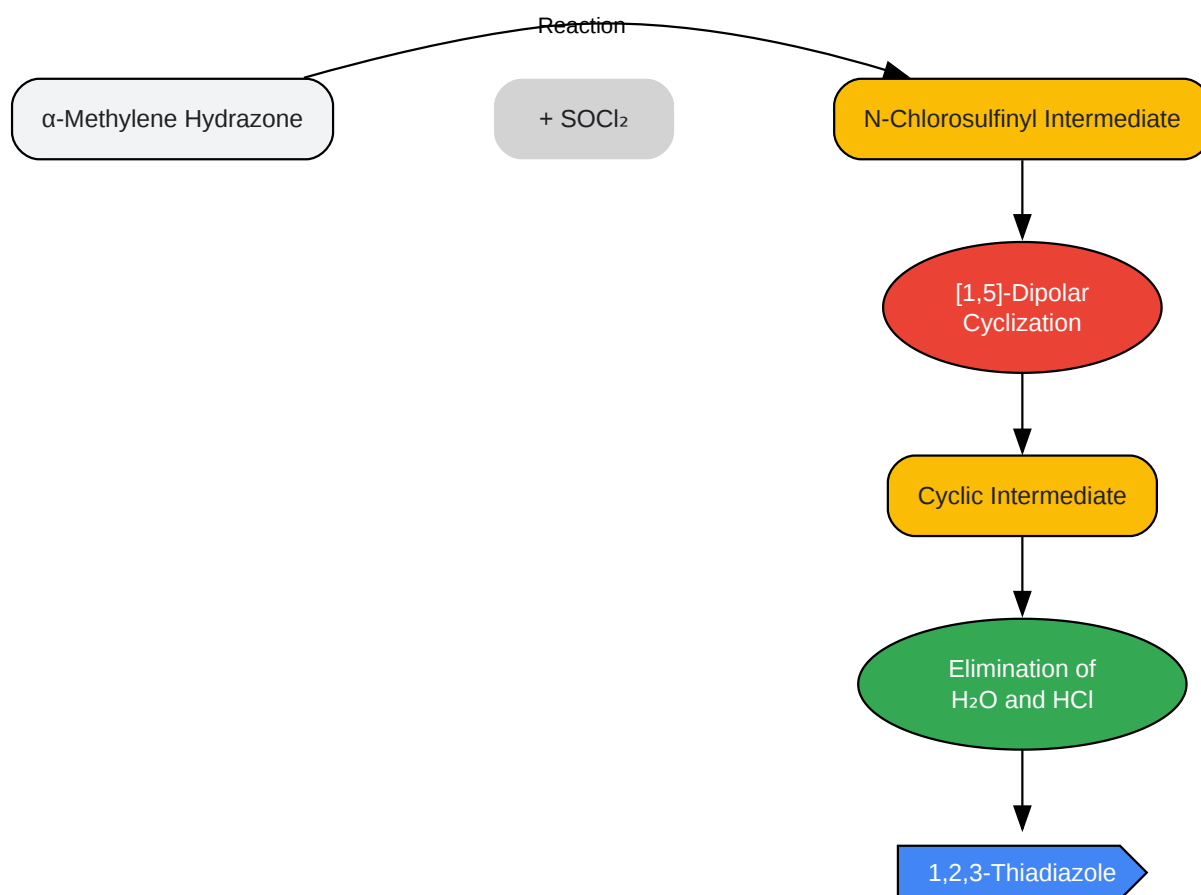 Reaction
α-Methylene Hydrazone
+ SOCl₂
N-Chlorosulfinyl Intermediate
[1,5]-Dipolar
Cyclization
Cyclic Intermediate
Elimination of
H₂O and HCl
1,2,3-Thiadiazole